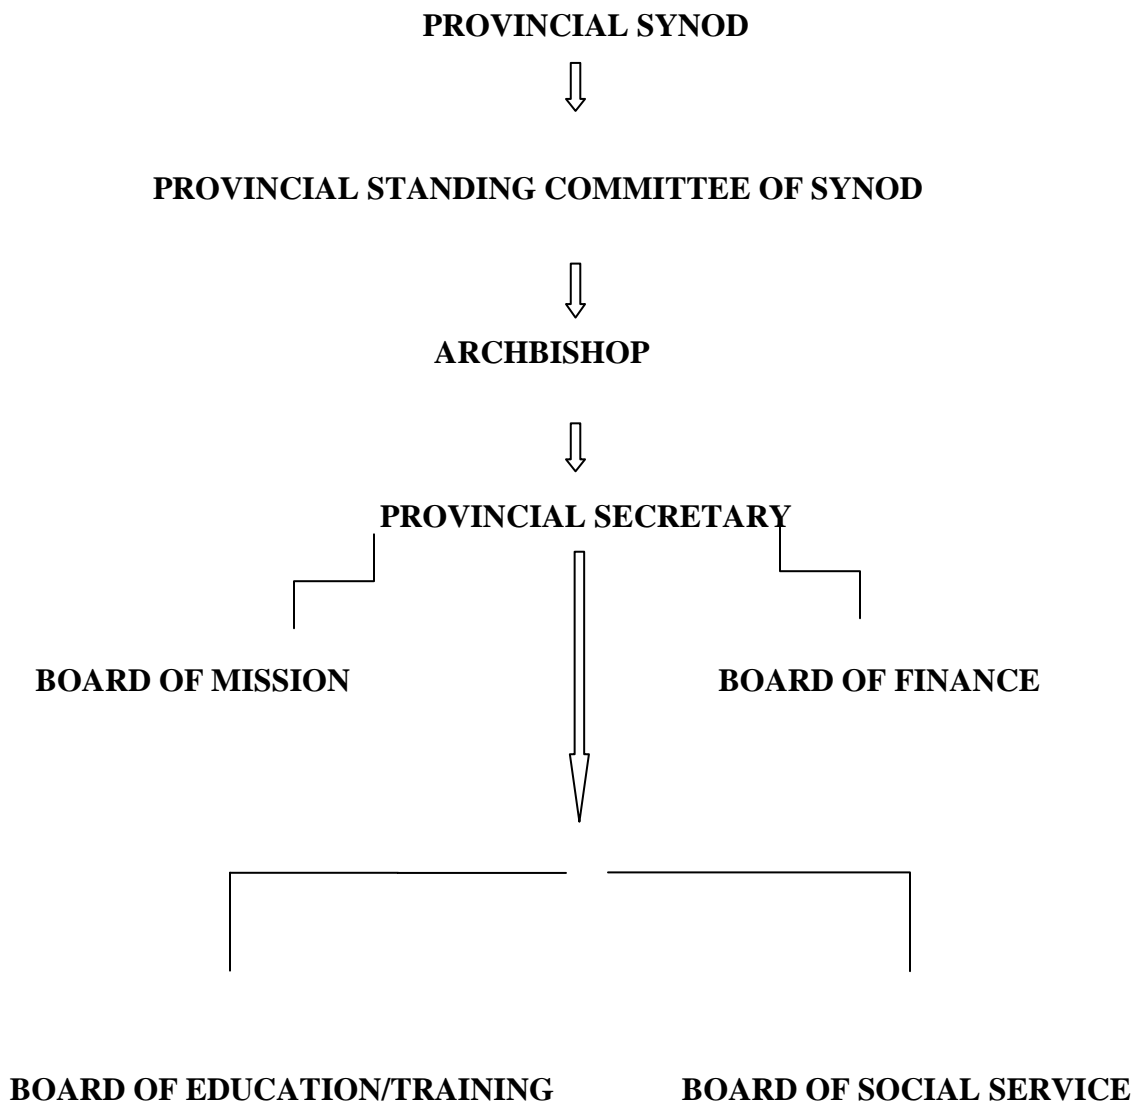 PROVINCIAL SYNOD
PROVINCIAL STANDING COMMITTEE OF SYNOD
ARCHBISHOP
PROVINCIAL SECRETARY
BOARD OF MISSION
BOARD OF FINANCE
BOARD OF EDUCATION/TRAINING
BOARD OF SOCIAL SERVICE